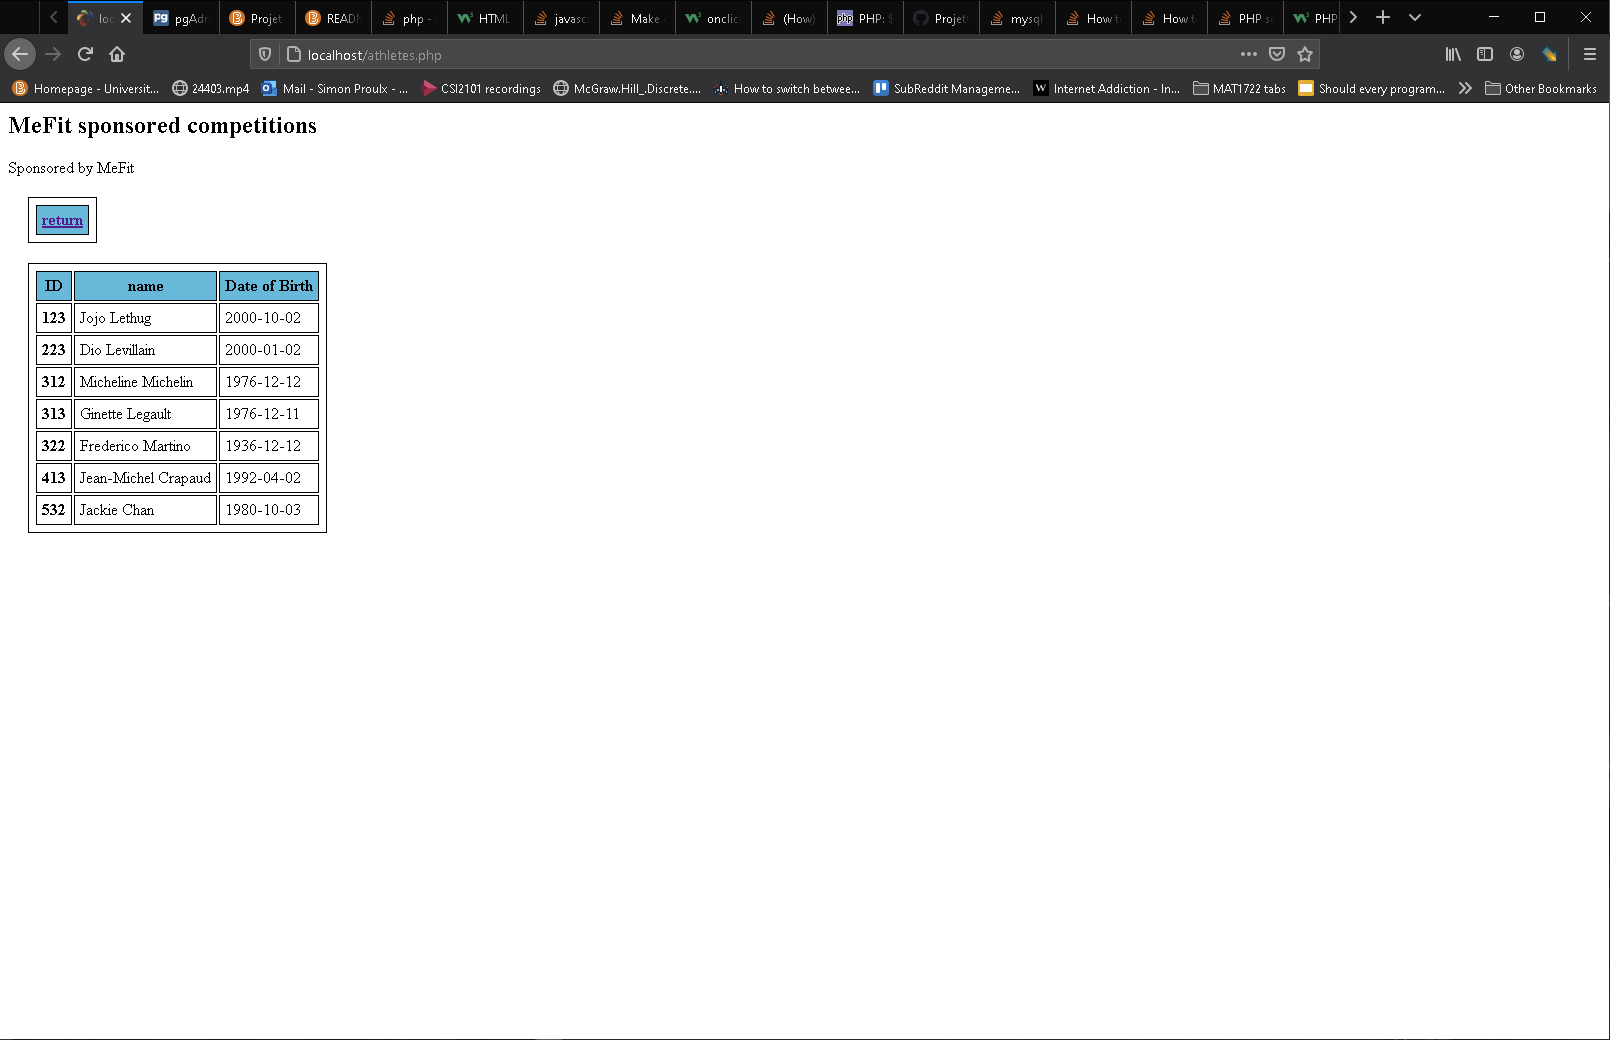 loc pgAdr Projet READN php - HTML javasc Make onclic (How) php PHP: $ Projet mysql How t How t PHP s PHP
localhost/athletes.php
Homepage - Universit... 24403.mp4 Mail - Simon Proulx - ... CSI2101 recordings McGraw.Hill_.Discrete.... How to switch betwee... SubReddit Manageme... W Internet Addiction - In... MAT1722 tabs Should every program... Other Bookmarks
MeFit sponsored competitions
Sponsored by MeFit
return
ID name Date of Birth
123 Jojo Lethug 2000-10-02
223 Dio Levillain 2000-01-02
312 Micheline Michelin 1976-12-12
313 Ginette Legault 1976-12-11
322 Frederico Martino 1936-12-12
413 Jean-Michel Crapaud 1992-04-02
532 Jackie Chan 1980-10-03